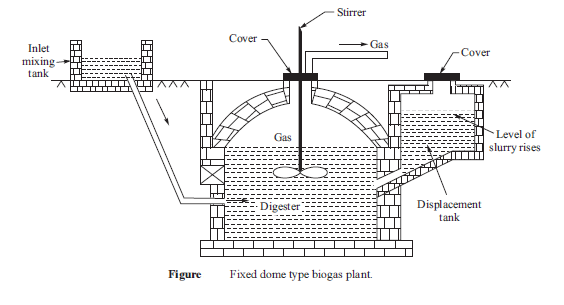 Stirrer
Cover
Gas
Cover
Inlet
mixing
tank
Gas
Level of
slurry rises
Digester
Displacement
tank
Figure Fixed dome type biogas plant.